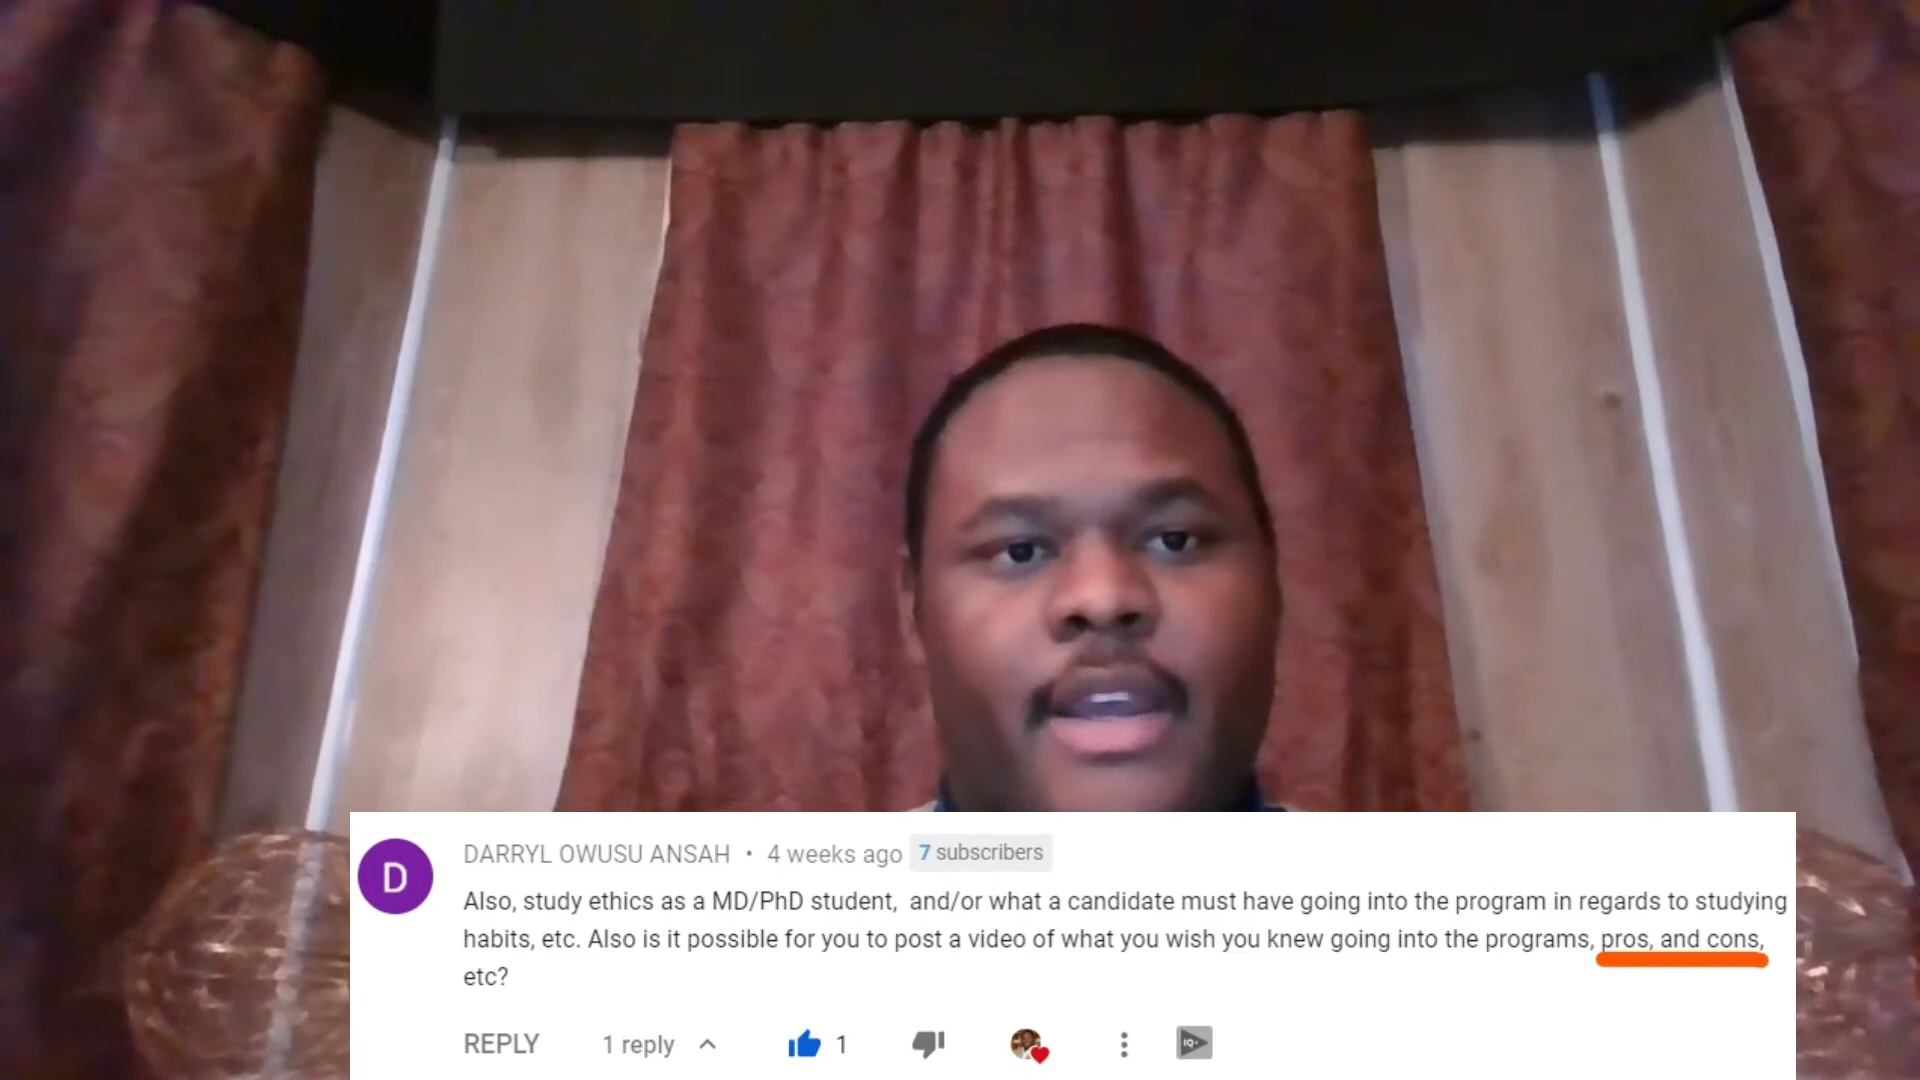 D
DARRYL OWUSU ANSAH • 4 weeks ago 7 subscribers
Also, study ethics as a MD/PhD student, and/or what a candidate must have going into the program in regards to studying
habits, etc. Also is it possible for you to post a video of what you wish you knew going into the programs, pros, and cons,
etc?
REPLY 1 reply 1 IQ